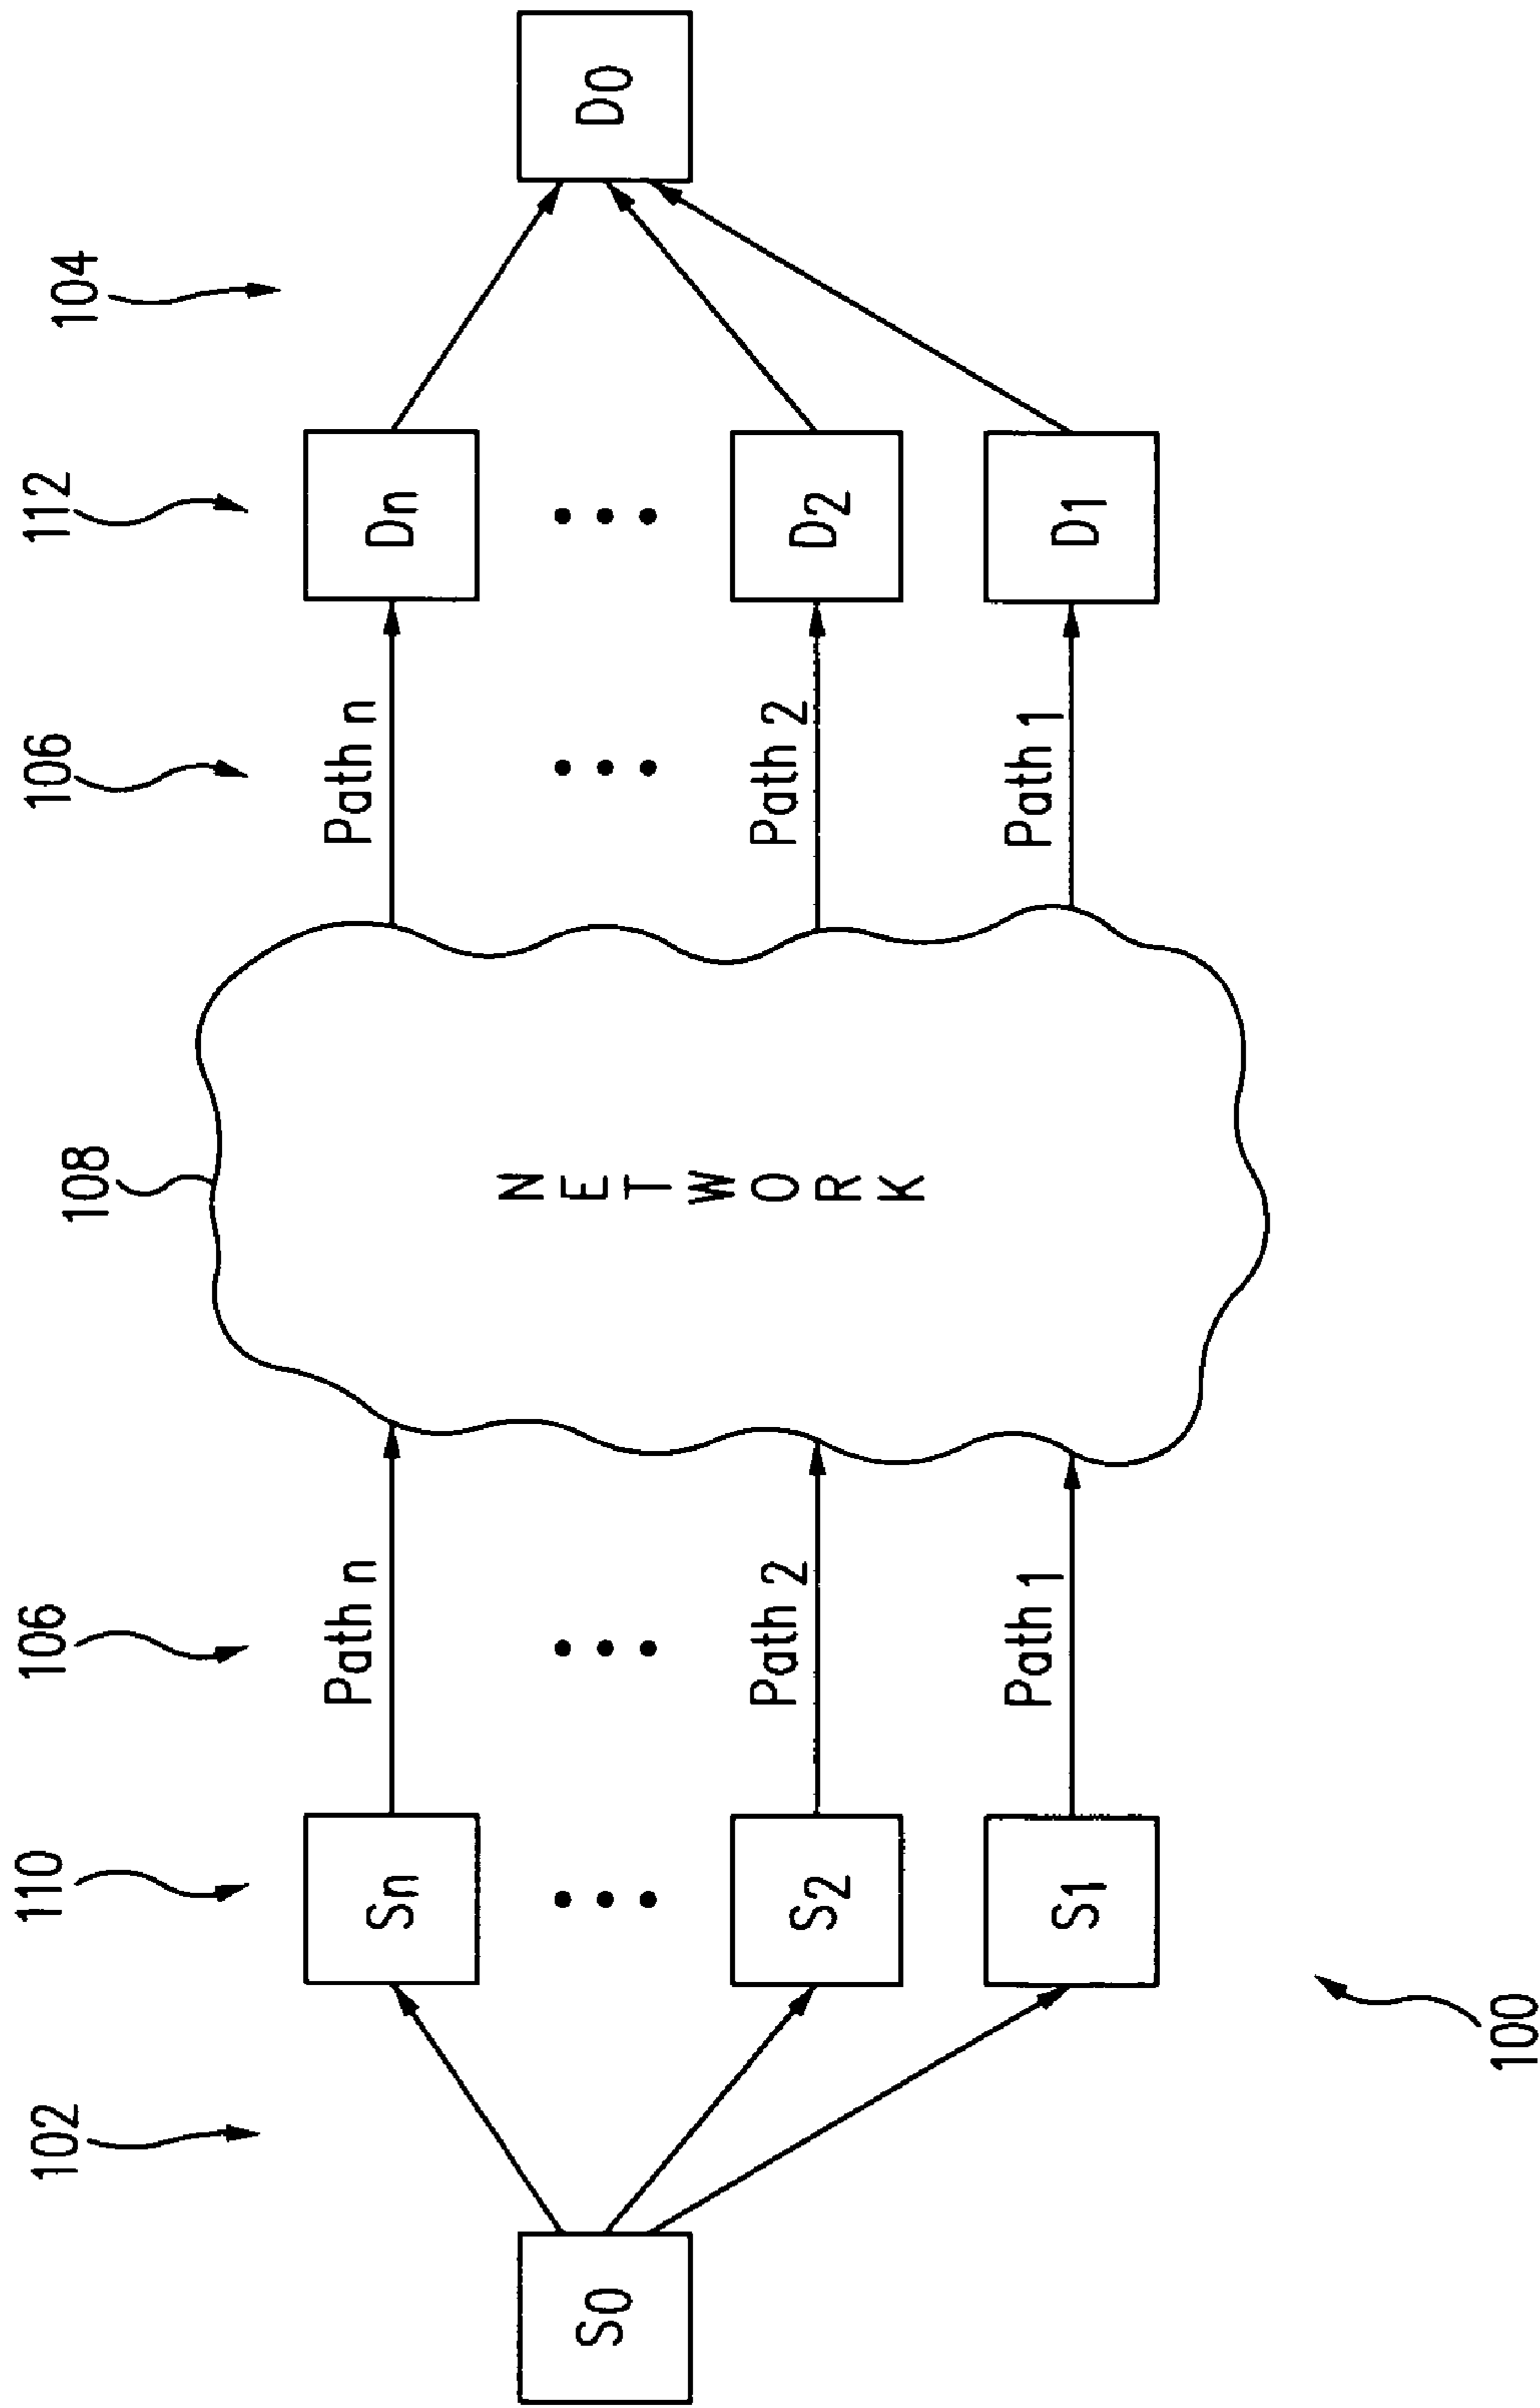 102
110
106
108
106
112
104
S0
Sn
S2
S1
Path n
Path 2
Path 1
NETWORK
Path n
Path 2
Path 1
Dn
D2
D1
D0
100